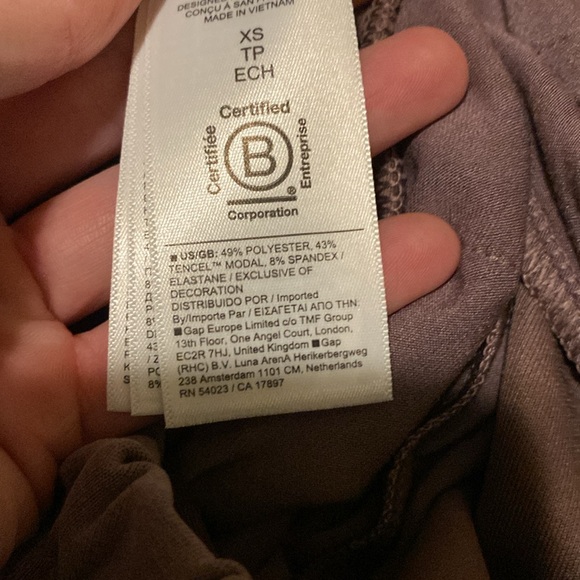 CONÇU À SAN
MADE IN VIETNAM
XS
TP
ECH
Certified
Certifiée
B
Entreprise
®
Corporation
■ US/GB: 49% POLYESTER, 43%
TENCEL™ MODAL, 8% SPANDEX /
ELASTANE / EXCLUSIVE OF
DECORATION
DISTRIBUIDO POR / Imported
By/Importe Par / ΕΙΣΑΓΕΤΑΙ ΑΠΟ ΤΗΝ:
■ Gap Europe Limited c/o TMF Group
13th Floor, One Angel Court, London,
EC2R 7HJ, United Kingdom ■ Gap
(RHC) B.V. Luna ArenA Herikerbergweg
238 Amsterdam 1101 CM, Netherlands
RN 54023 / CA 17897